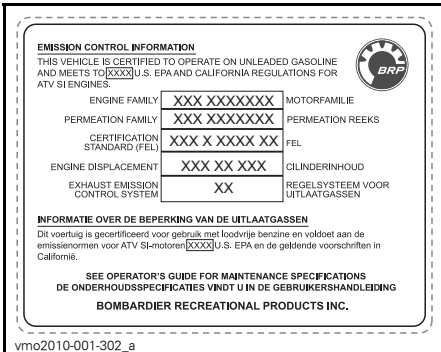 EMISSION CONTROL INFORMATION
THIS VEHICLE IS CERTIFIED TO OPERATE ON UNLEADED GASOLINE
AND MEETS TO XXXX U.S. EPA AND CALIFORNIA REGULATIONS FOR
ATV SI ENGINES.
BRP
ENGINE FAMILY XXX XXXXXXX MOTORFAMILIE
PERMEATION FAMILY XXX XXXXXXX PERMEATION REEKS
CERTIFICATION
STANDARD (FEL) XXX X XXXX XX FEL
ENGINE DISPLACEMENT XXX XX XXX CILINDERINHOUD
EXHAUST EMISSION
CONTROL SYSTEM XX REGELSYSTEEM VOOR
UITLAATGASSEN
INFORMATIE OVER DE BEPERKING VAN DE UITLAATGASSEN
Dit voertuig is gecertificeerd voor gebruik met loodvrije benzine en voldoet aan de
emissienormen voor ATV SI-motoren XXXX U.S. EPA en de geldende voorschriften in
Californië.
SEE OPERATOR'S GUIDE FOR MAINTENANCE SPECIFICATIONS
DE ONDERHOUDSSPECIFICATIES VINDT U IN DE GEBRUIKERSHANDLEIDING
BOMBARDIER RECREATIONAL PRODUCTS INC.
vmo2010-001-302_a